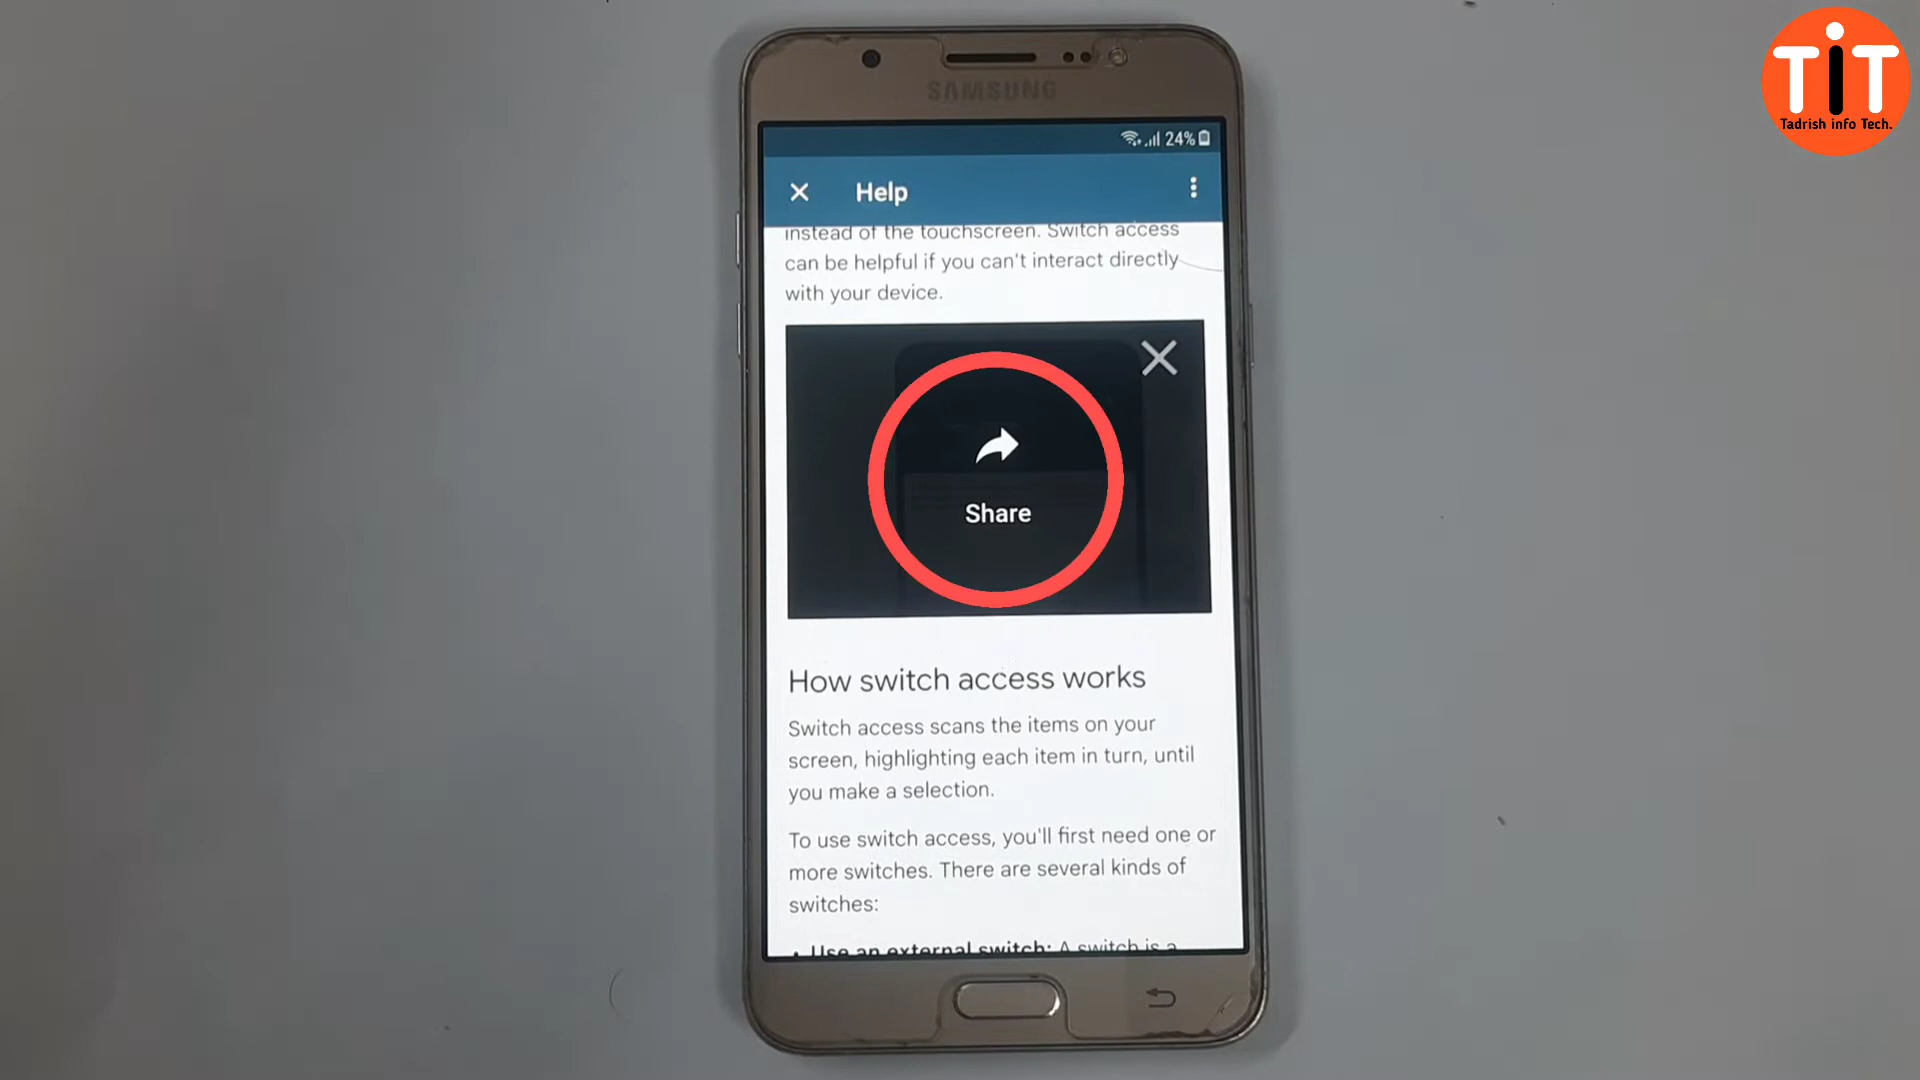 TiT
Tadrish info Tech.
SAMSUNG
24%
Help
instead of the touchscreen. Switch access
can be helpful if you can't interact directly
with your device.
Share
How switch access works
Switch access scans the items on your
screen, highlighting each item in turn, until
you make a selection.
To use switch access, you'll first need one or
more switches. There are several kinds of
switches:
• Use an external switch: A switch is a